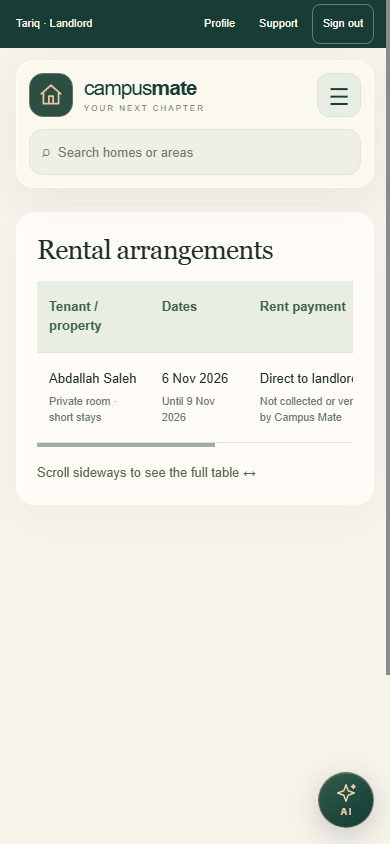 Tariq · Landlord Profile Support Sign out
campusmate
YOUR NEXT CHAPTER
Search homes or areas
Rental arrangements
Tenant / property Dates Rent payment
Abdallah Saleh 6 Nov 2026 Direct to
Private room · Until 9 Nov Not collected or
short stays 2026 by Campus Mate
Scroll sideways to see the full table ↔
AI